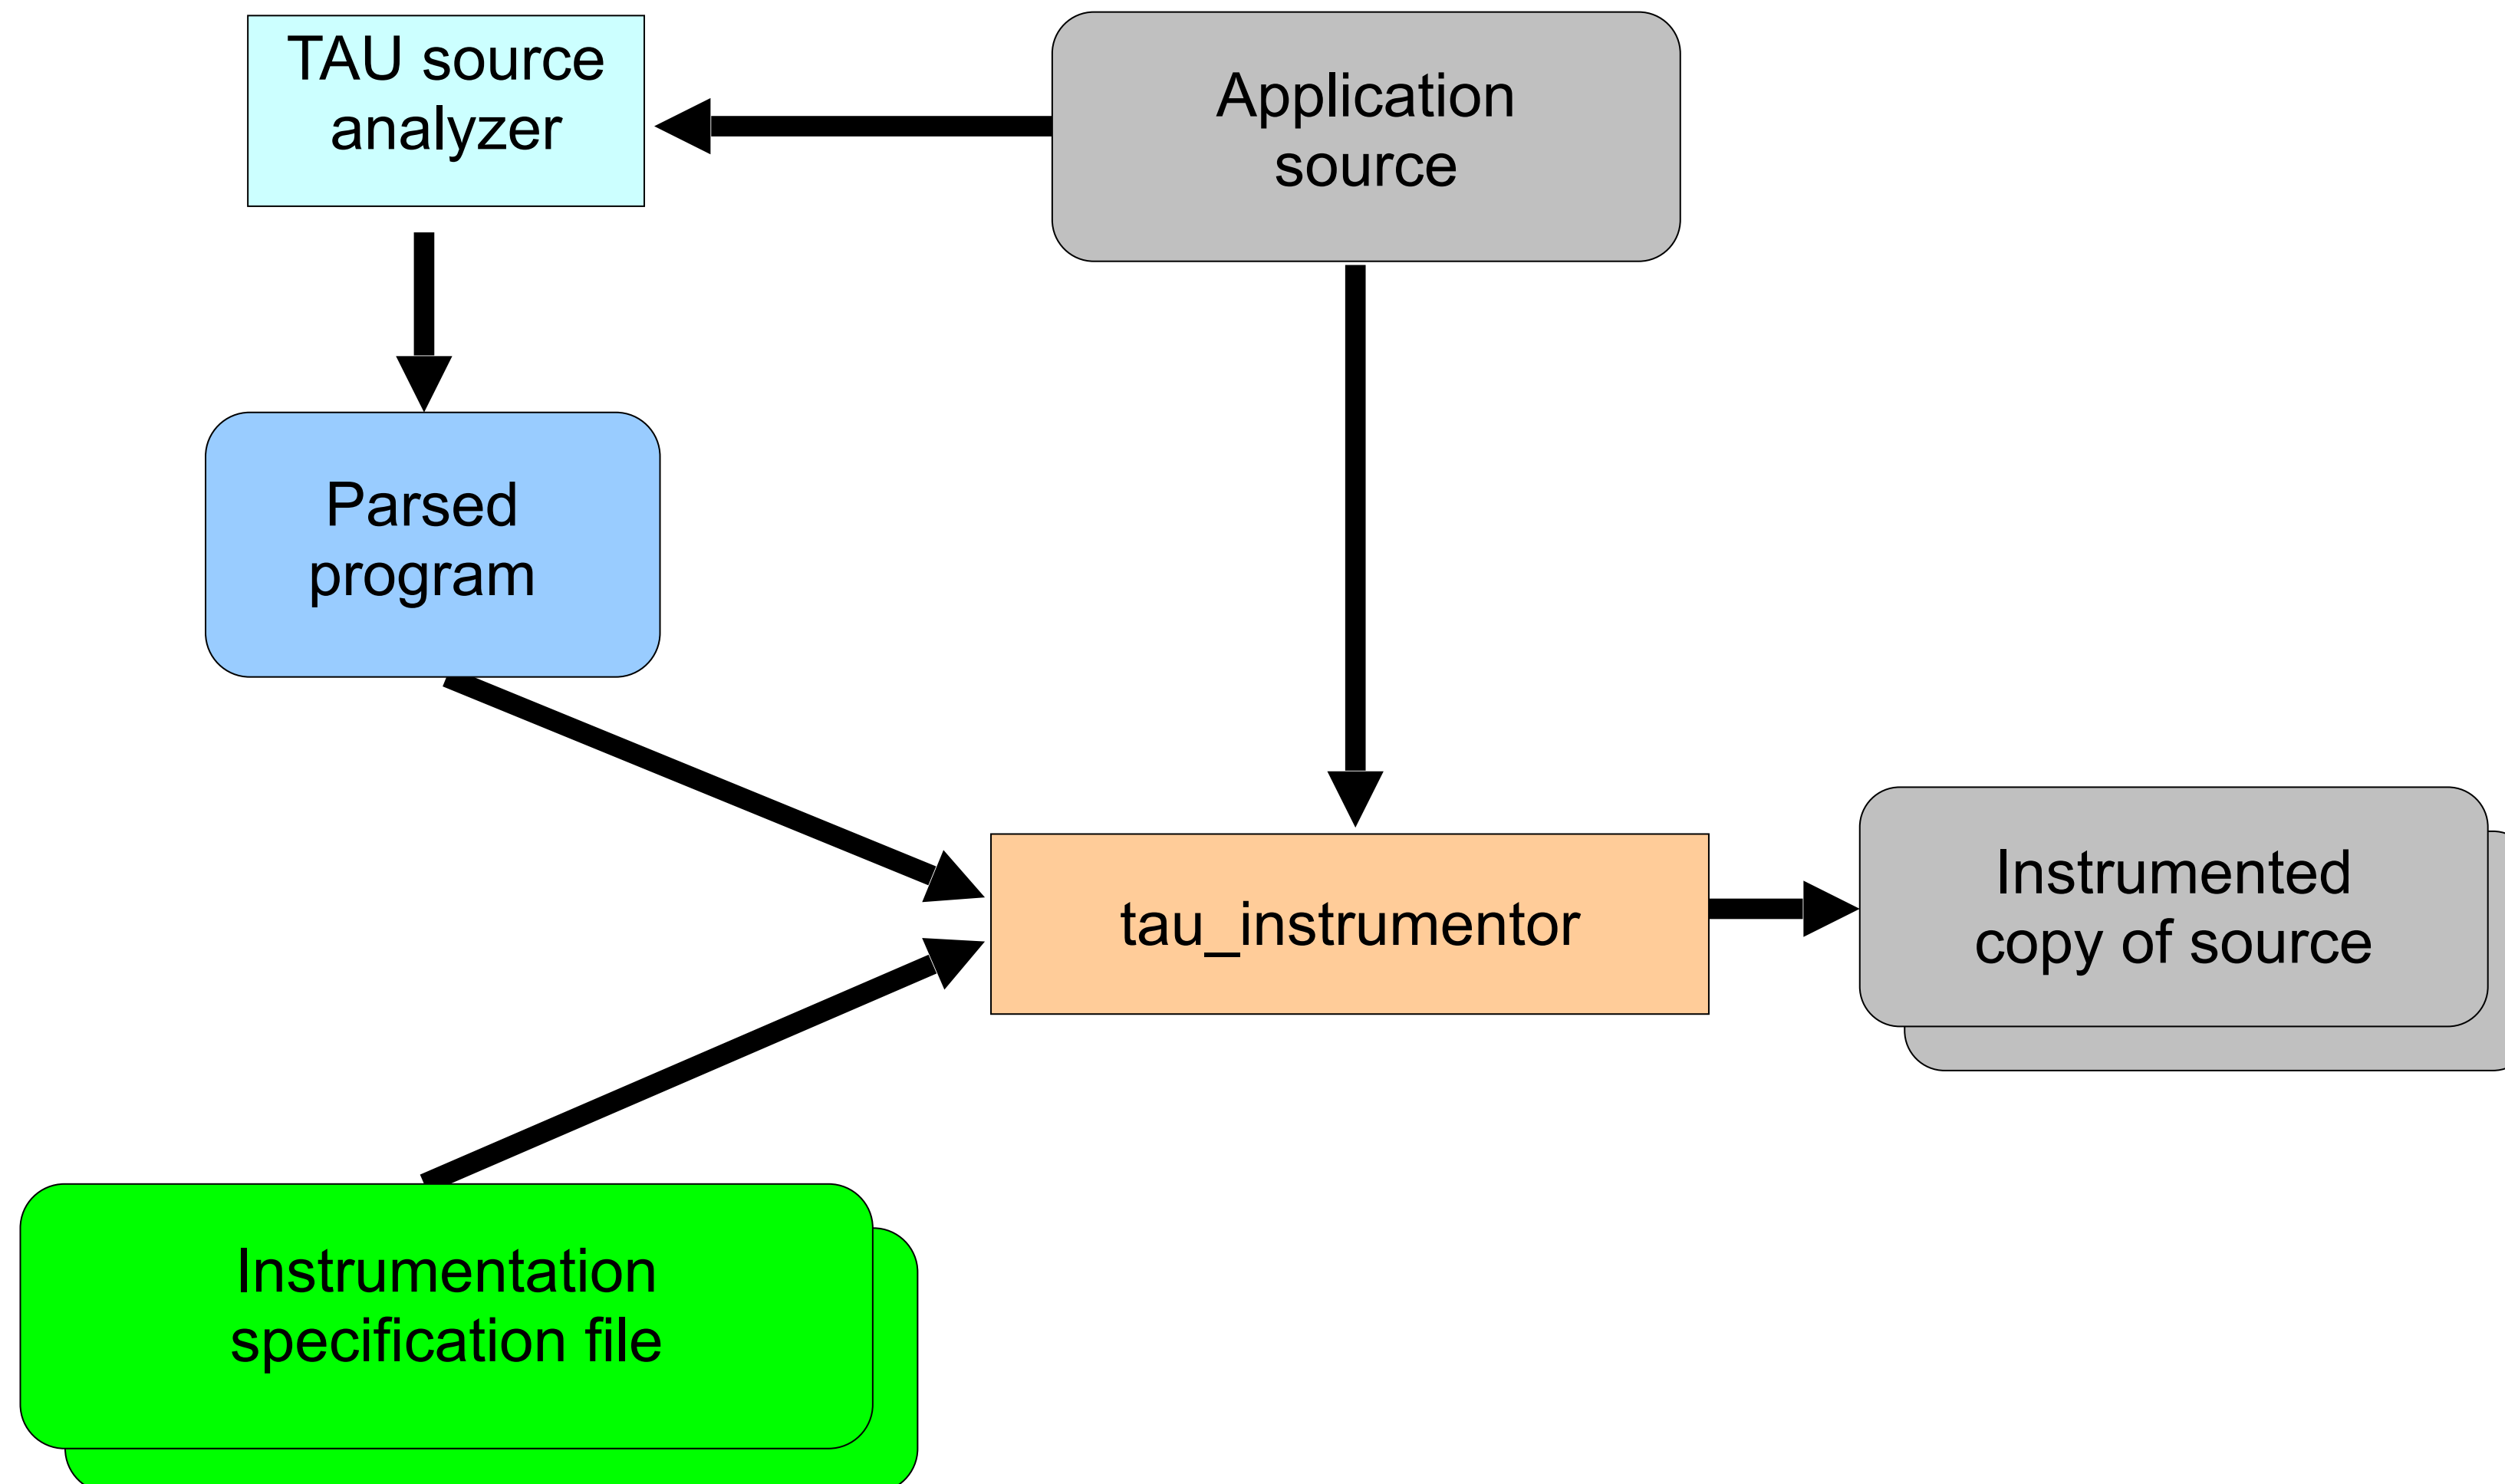 TAU source
analyzer
Application
source
Parsed
program
tau_instrumentor
Instrumented
copy of source
Instrumentation
specification file